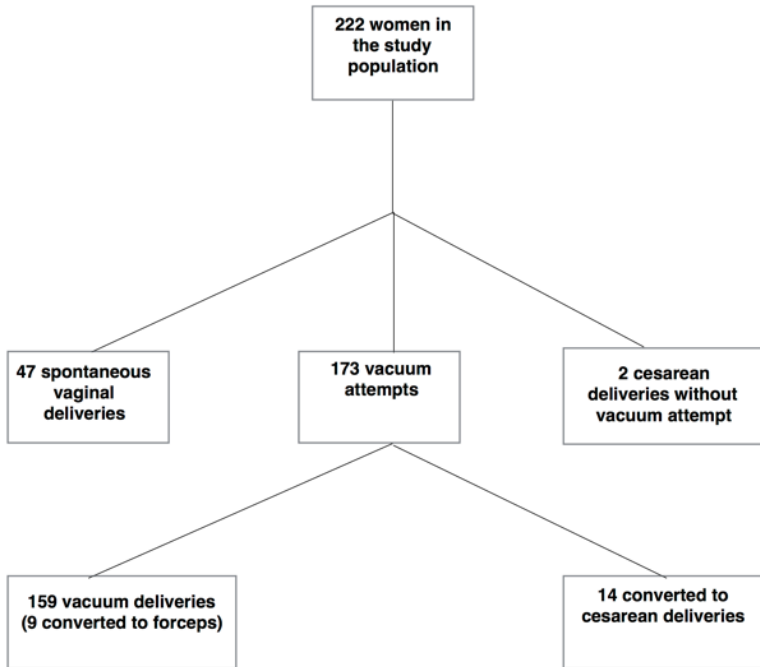 222 women in
the study
population
47 spontaneous
vaginal
deliveries
173 vacuum
attempts
2 cesarean
deliveries without
vacuum attempt
159 vacuum deliveries
(9 converted to forceps)
14 converted to
cesarean deliveries